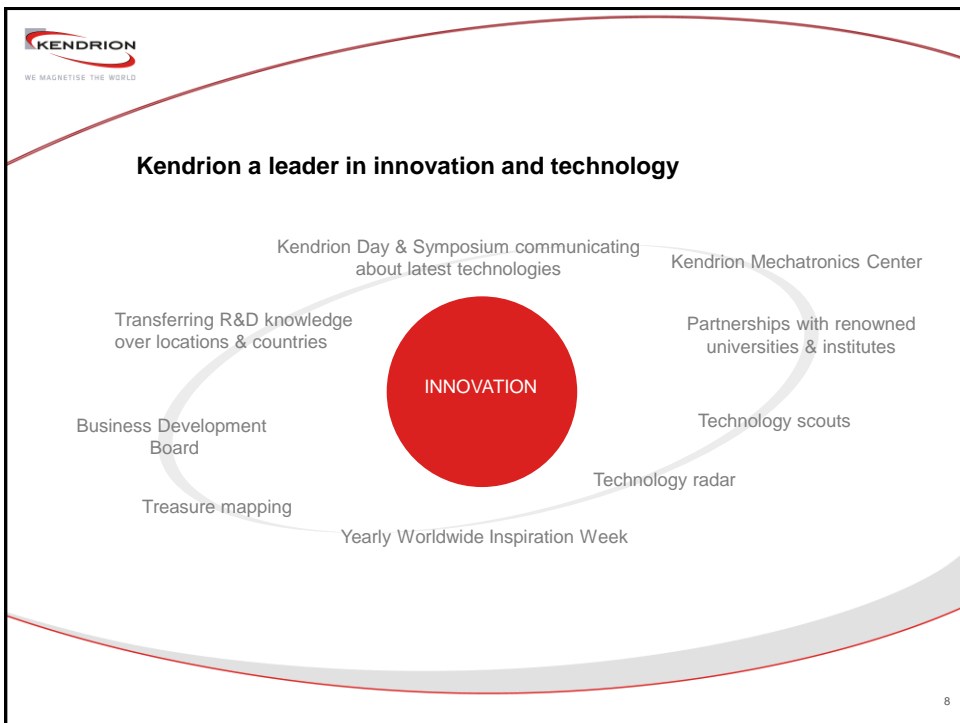 KENDRION
WE MAGNETISE THE WORLD
Kendrion a leader in innovation and technology
Kendrion Day & Symposium communicating
about latest technologies
Kendrion Mechatronics Center
Transferring R&D knowledge
over locations & countries
Partnerships with renowned
universities & institutes
INNOVATION
Business Development
Board
Technology scouts
Technology radar
Treasure mapping
Yearly Worldwide Inspiration Week
8